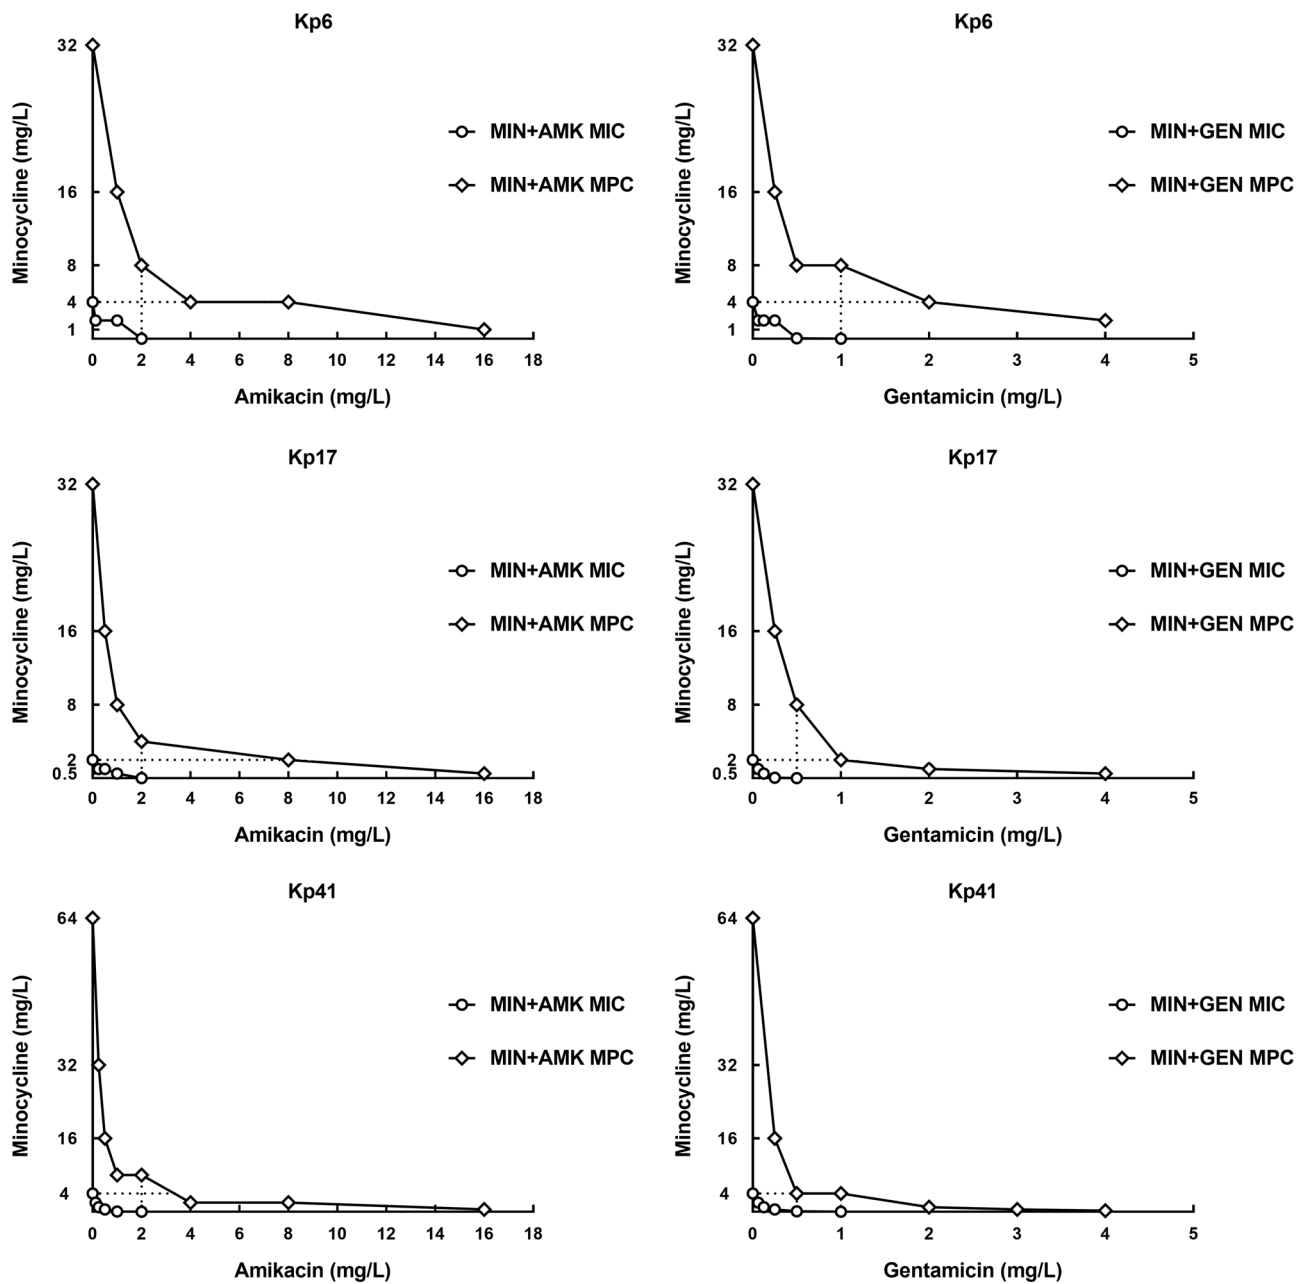 Kp6
32
16
8
4
1
Minocycline (mg/L)
MIN+AMK MIC
MIN+AMK MPC
0 2 4 6 8 10 12 14 16 18
Amikacin (mg/L)
Kp6
32
16
8
4
1
Minocycline (mg/L)
MIN+GEN MIC
MIN+GEN MPC
0 1 2 3 4 5
Gentamicin (mg/L)
Kp17
32
16
8
2
0.5
Minocycline (mg/L)
MIN+AMK MIC
MIN+AMK MPC
0 2 4 6 8 10 12 14 16 18
Amikacin (mg/L)
Kp17
32
16
8
2
0.5
Minocycline (mg/L)
MIN+GEN MIC
MIN+GEN MPC
0 1 2 3 4 5
Gentamicin (mg/L)
Kp41
64
32
16
4
Minocycline (mg/L)
MIN+AMK MIC
MIN+AMK MPC
0 2 4 6 8 10 12 14 16 18
Amikacin (mg/L)
Kp41
64
32
16
4
Minocycline (mg/L)
MIN+GEN MIC
MIN+GEN MPC
0 1 2 3 4 5
Gentamicin (mg/L)